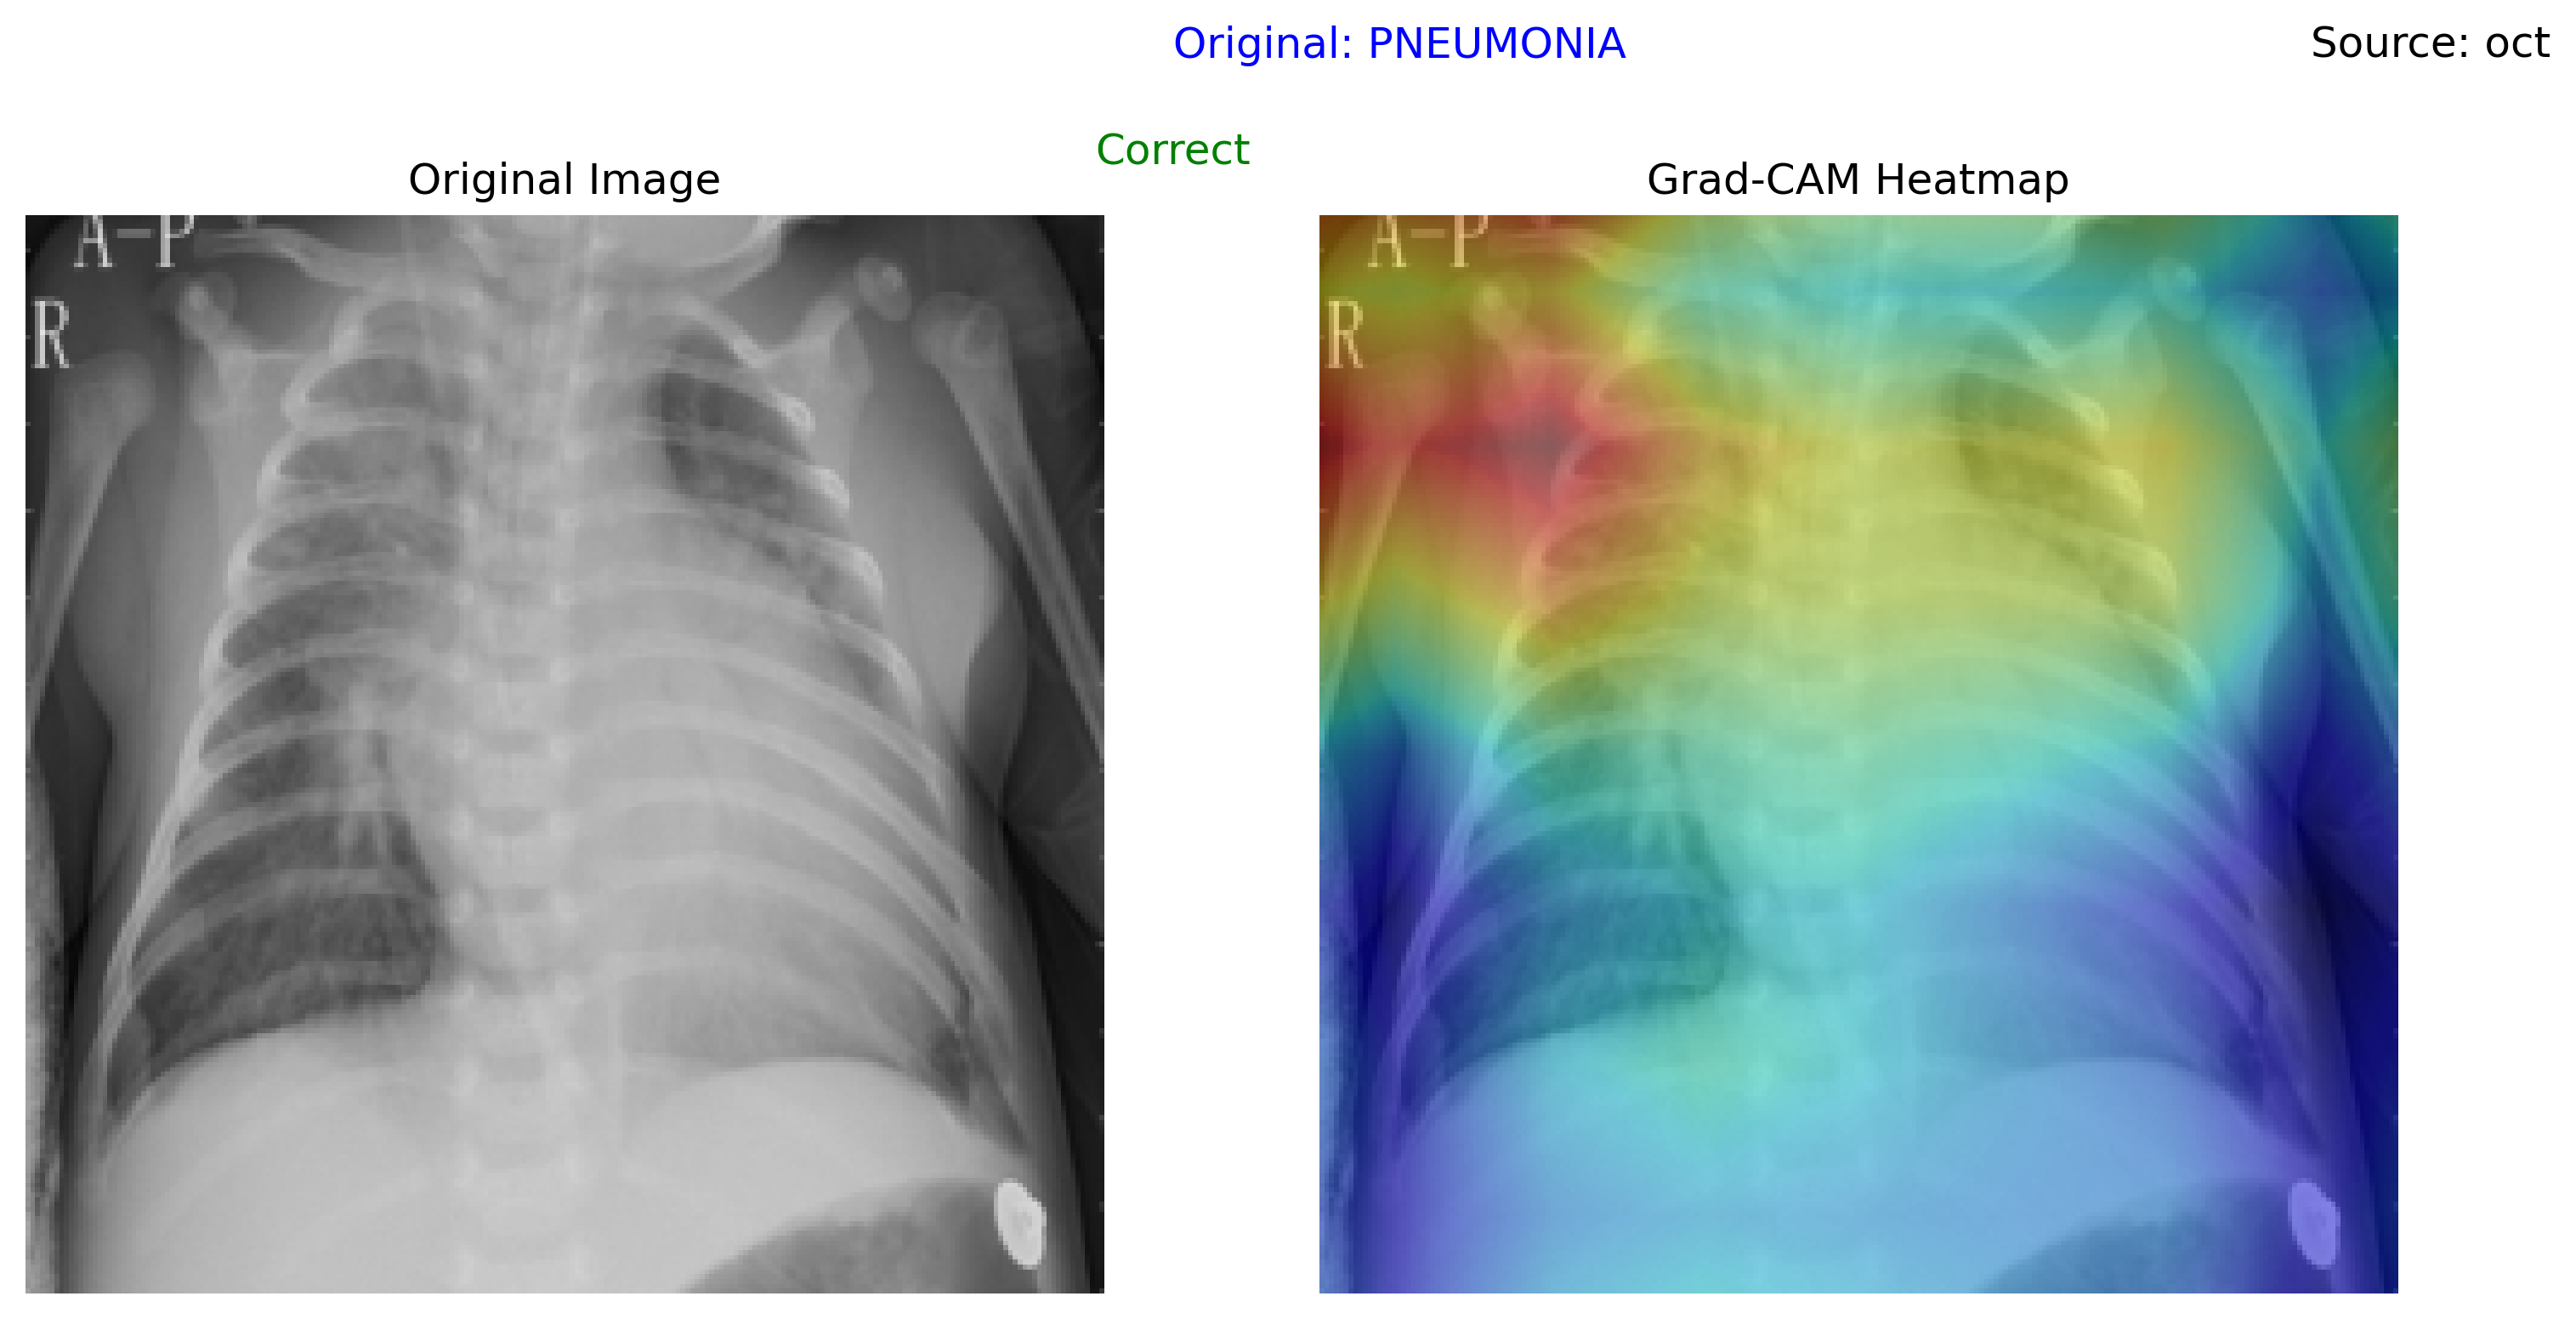 Original: PNEUMONIA
Source: oct
Correct
Original Image
Grad-CAM Heatmap
A-P
R
A-P
R